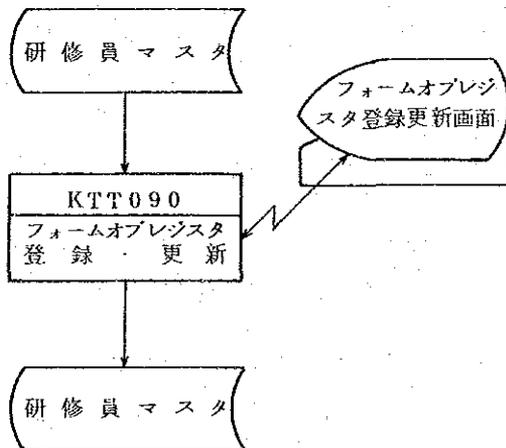 研修員マスタ
フォームオブレジ
スタ登録更新画面
KTT090
フォームオブレジスタ
登録・更新
研修員マスタ